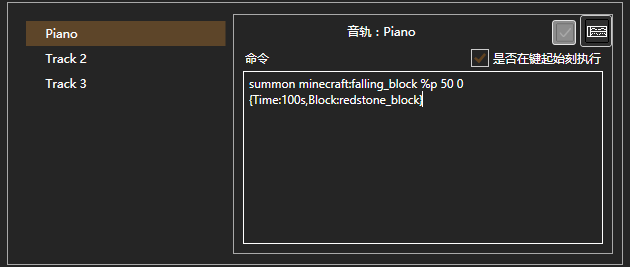 Piano
Track 2
Track 3
音轨：Piano
命令
是否在键起始刻执行
summon minecraft:falling_block %p 50 0
{Time:100s,Block:redstone_block}